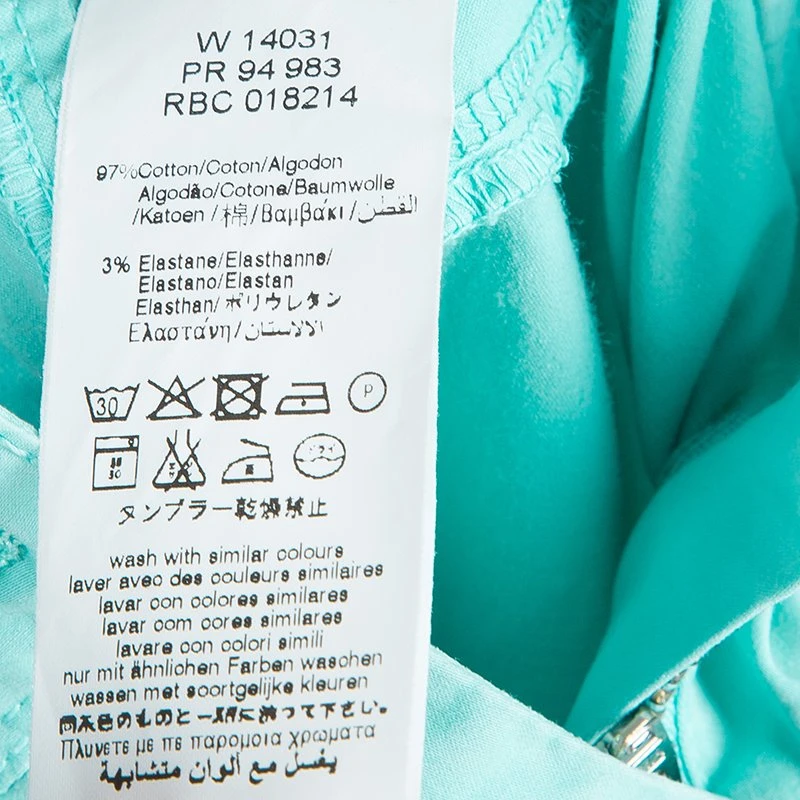 W 14031
PR 94 983
RBC 018214
97%Cotton/Coton/Algodon
Algodão/Cotone/Baumwolle
/Katoen /棉/Βαμβάκι/القطن
3% Elastane/Elasthanne/
Elastano/Elastan
Elasthan/ポリウレタン
Ελαστάνη/الالاستان
30
P
タンブラー乾燥禁止
wash with similar colours
laver avec des couleurs similaires
lavar con colores similares
lavar com cores similares
lavare con colori simili
nur mit ähnlichen Farben waschen
wassen met soortgelijke kleuren
同系色のものと一緒に洗って下さい。
Πλυνετε με πε παρομοια χρωματα
يغسل مع ألوان متشابهة